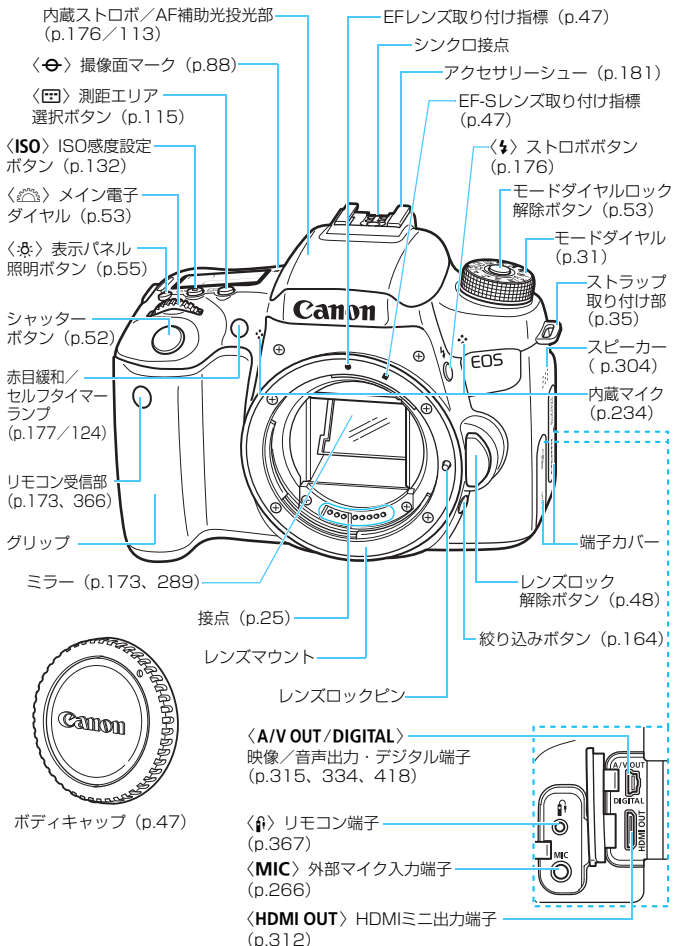 内蔵ストロボ／AF補助光投光部
(p.176／113)
〈⦵〉撮像面マーク（p.88）
〈⊡〉測距エリア
選択ボタン（p.115）
〈ISO〉ISO感度設定
ボタン（p.132）
〈〉メイン電子
ダイヤル（p.53）
〈〉表示パネル
照明ボタン（p.55）
シャッター
ボタン（p.52）
赤目緩和／
セルフタイマー
ランプ
(p.177／124)
リモコン受信部
(p.173、366)
グリップ
ミラー（p.173、289）
接点（p.25）
レンズマウント
レンズロックピン
EFレンズ取り付け指標（p.47）
シンクロ接点
アクセサリーシュー（p.181）
EF-Sレンズ取り付け指標
(p.47)
〈⚡〉ストロボボタン
(p.176)
モードダイヤルロック
解除ボタン（p.53）
モードダイヤル
(p.31)
ストラップ
取り付け部
(p.35)
スピーカー
( p.304)
内蔵マイク
(p.234)
端子カバー
レンズロック
解除ボタン（p.48）
絞り込みボタン（p.164）
Canon
EOS
Canon
ボディキャップ（p.47）
〈A/V OUT/DIGITAL〉
映像／音声出力・デジタル端子
(p.315、334、418)
〈〉リモコン端子
(p.367)
〈MIC〉外部マイク入力端子
(p.266)
〈HDMI OUT〉HDMIミニ出力端子
(p.312)
A/V OUT
DIGITAL
HDMI OUT
MIC